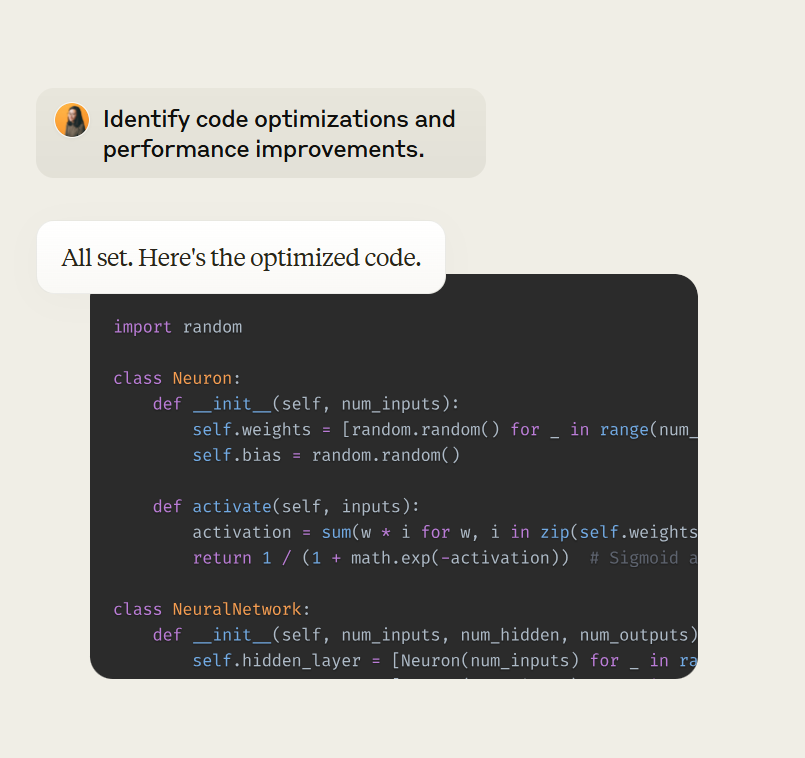 Identify code optimizations and
performance improvements.
All set. Here's the optimized code.
import random
class Neuron:
    def __init__(self, num_inputs):
        self.weights = [random.random() for _ in range(num_
        self.bias = random.random()
    def activate(self, inputs):
        activation = sum(w * i for w, i in zip(self.weights
        return 1 / (1 + math.exp(-activation))  # Sigmoid a
class NeuralNetwork:
    def __init__(self, num_inputs, num_hidden, num_outputs)
        self.hidden_layer = [Neuron(num_inputs) for _ in ra